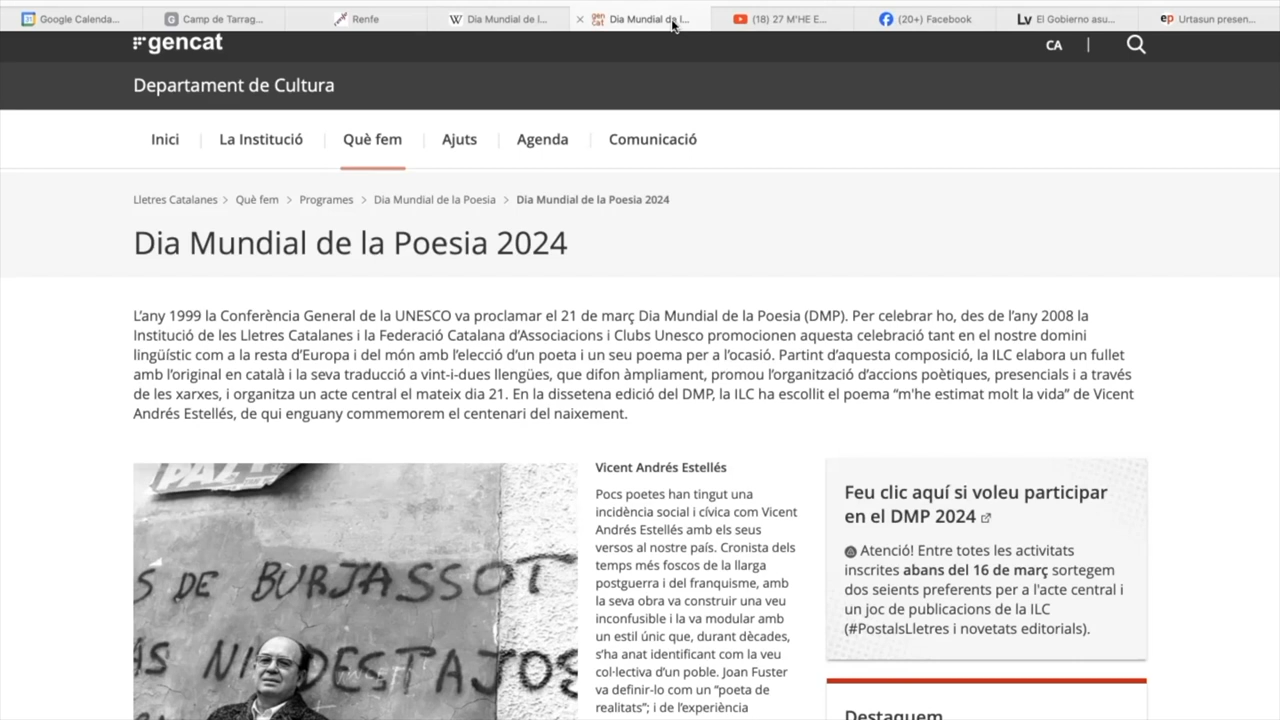 Google Calenda...
G Camp de Tarrag...
Renfe
W Dia Mundial de l...
gen cat Dia Mundial de l...
(18) 27 M'HE E...
(20+) Facebook
Lv El Gobierno asu...
ep Urtasun presen...
gencat
CA
Departament de Cultura
Inici
La Institució
Què fem
Ajuts
Agenda
Comunicació
Lletres Catalanes > Què fem > Programes > Dia Mundial de la Poesia > Dia Mundial de la Poesia 2024
Dia Mundial de la Poesia 2024
L’any 1999 la Conferència General de la UNESCO va proclamar el 21 de març Dia Mundial de la Poesia (DMP). Per celebrar ho, des de l’any 2008 la
Institució de les Lletres Catalanes i la Federació Catalana d’Associacions i Clubs Unesco promocionen aquesta celebració tant en el nostre domini
lingüístic com a la resta d’Europa i del món amb l’elecció d’un poeta i un seu poema per a l’ocasió. Partint d’aquesta composició, la ILC elabora un fullet
amb l’original en català i la seva traducció a vint-i-dues llengües, que difon àmpliament, promou l’organització d’accions poètiques, presencials i a través
de les xarxes, i organitza un acte central el mateix dia 21. En la dissetena edició del DMP, la ILC ha escollit el poema “m'he estimat molt la vida” de Vicent
Andrés Estellés, de qui enguany commemorem el centenari del naixement.
PAZ
S DE BURJASSOT
AS NI DESTAJOS
Vicent Andrés Estellés
Pocs poetes han tingut una
incidència social i cívica com Vicent
Andrés Estellés amb els seus
versos al nostre país. Cronista dels
temps més foscos de la llarga
postguerra i del franquisme, amb
la seva obra va construir una veu
inconfusible i la va modular amb
un estil únic que, durant dècades,
s’ha anat identificant com la veu
col·lectiva d’un poble. Joan Fuster
va definir-lo com un “poeta de
realitats”; i de l’experiència
Feu clic aquí si voleu participar
en el DMP 2024
Atenció! Entre totes les activitats
inscrites abans del 16 de març sortegem
dos seients preferents per a l'acte central i
un joc de publicacions de la ILC
(#PostalsLletres i novetats editorials).
Destaquem